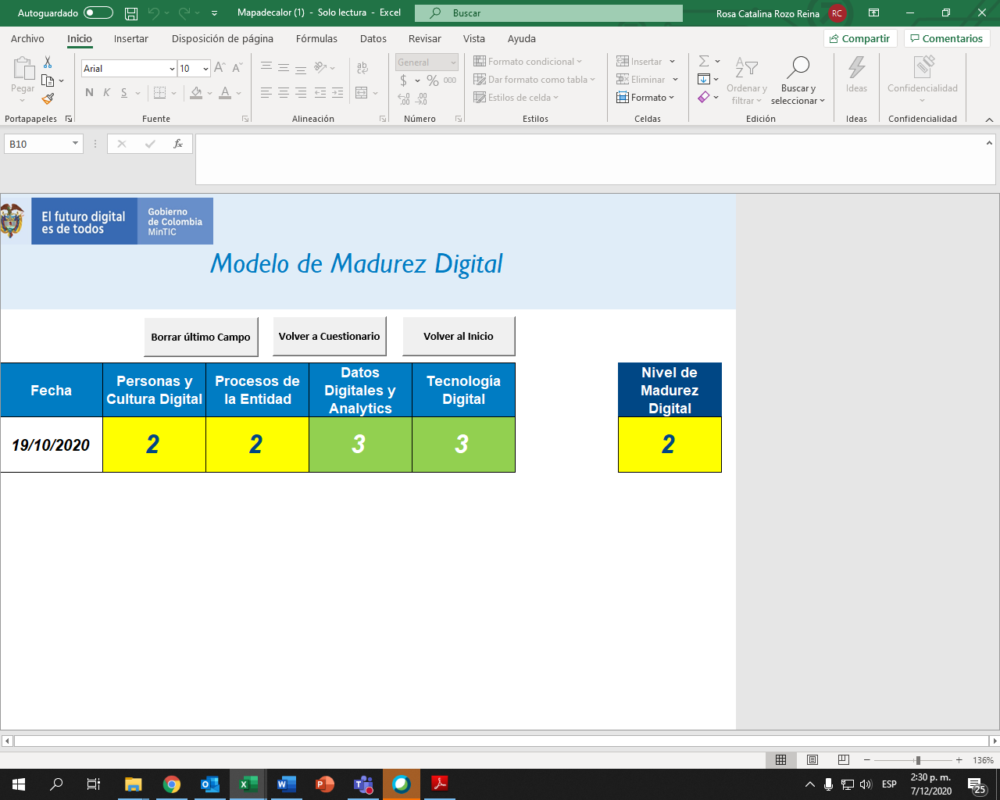 Autoguardado
Mapadecalor (1) - Solo lectura - Excel
Buscar
Rosa Catalina Rozo Reina
RC
Archivo Inicio Insertar Disposición de página Fórmulas Datos Revisar Vista Ayuda
Compartir Comentarios
Pegar
Portapapeles
Arial 10
N K S
Fuente
Alineación
General
$ % 000
Número
Formato condicional
Dar formato como tabla
Estilos de celda
Estilos
Insertar
Eliminar
Formato
Celdas
Ordenar y
filtrar
Buscar y
seleccionar
Edición
Ideas
Ideas
Confidencialidad
Confidencialidad
B10
fx
El futuro digital
es de todos
Gobierno
de Colombia
MinTIC
Modelo de Madurez Digital
Borrar último Campo
Volver a Cuestionario
Volver al Inicio
Fecha
Personas y
Cultura Digital
Procesos de
la Entidad
Datos
Digitales y
Analytics
Tecnología
Digital
Nivel de
Madurez
Digital
19/10/2020 2 2 3 3 2
136%
ESP
2:30 p. m.
7/12/2020
25